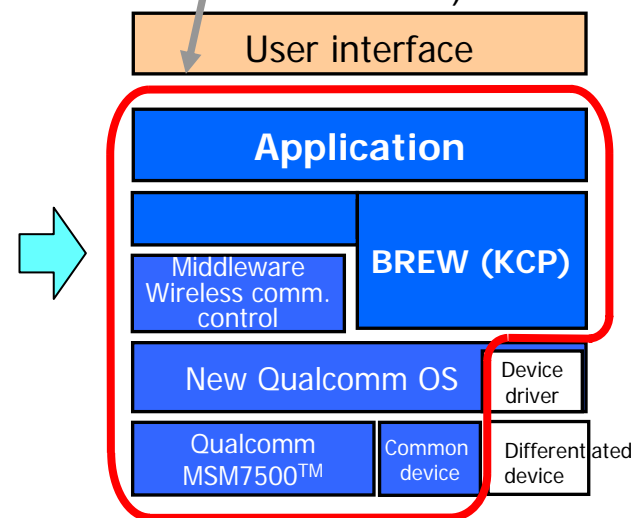 )
User interface
Application
BREW (KCP)
Middleware
Wireless comm.
control
New Qualcomm OS
Device
driver
Qualcomm
MSM7500TM
Common
device
Differentiated
device